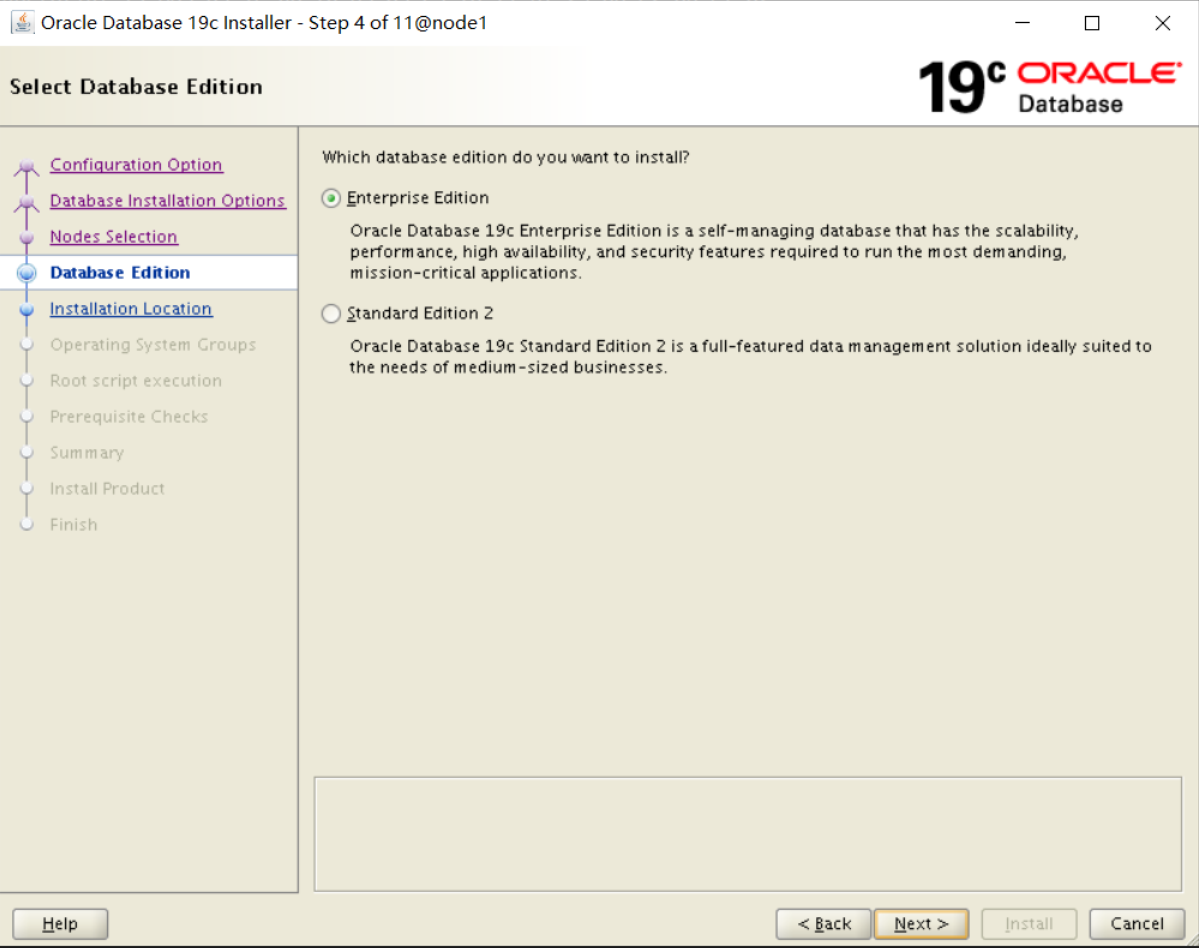 Oracle Database 19c Installer - Step 4 of 11@node1
Select Database Edition
19c ORACLE
Database
Configuration Option
Database Installation Options
Nodes Selection
Database Edition
Installation Location
Operating System Groups
Root script execution
Prerequisite Checks
Summary
Install Product
Finish
Which database edition do you want to install?
Enterprise Edition
Oracle Database 19c Enterprise Edition is a self-managing database that has the scalability,
performance, high availability, and security features required to run the most demanding,
mission-critical applications.
Standard Edition 2
Oracle Database 19c Standard Edition 2 is a full-featured data management solution ideally suited to
the needs of medium-sized businesses.
Help
< Back
Next >
Install
Cancel